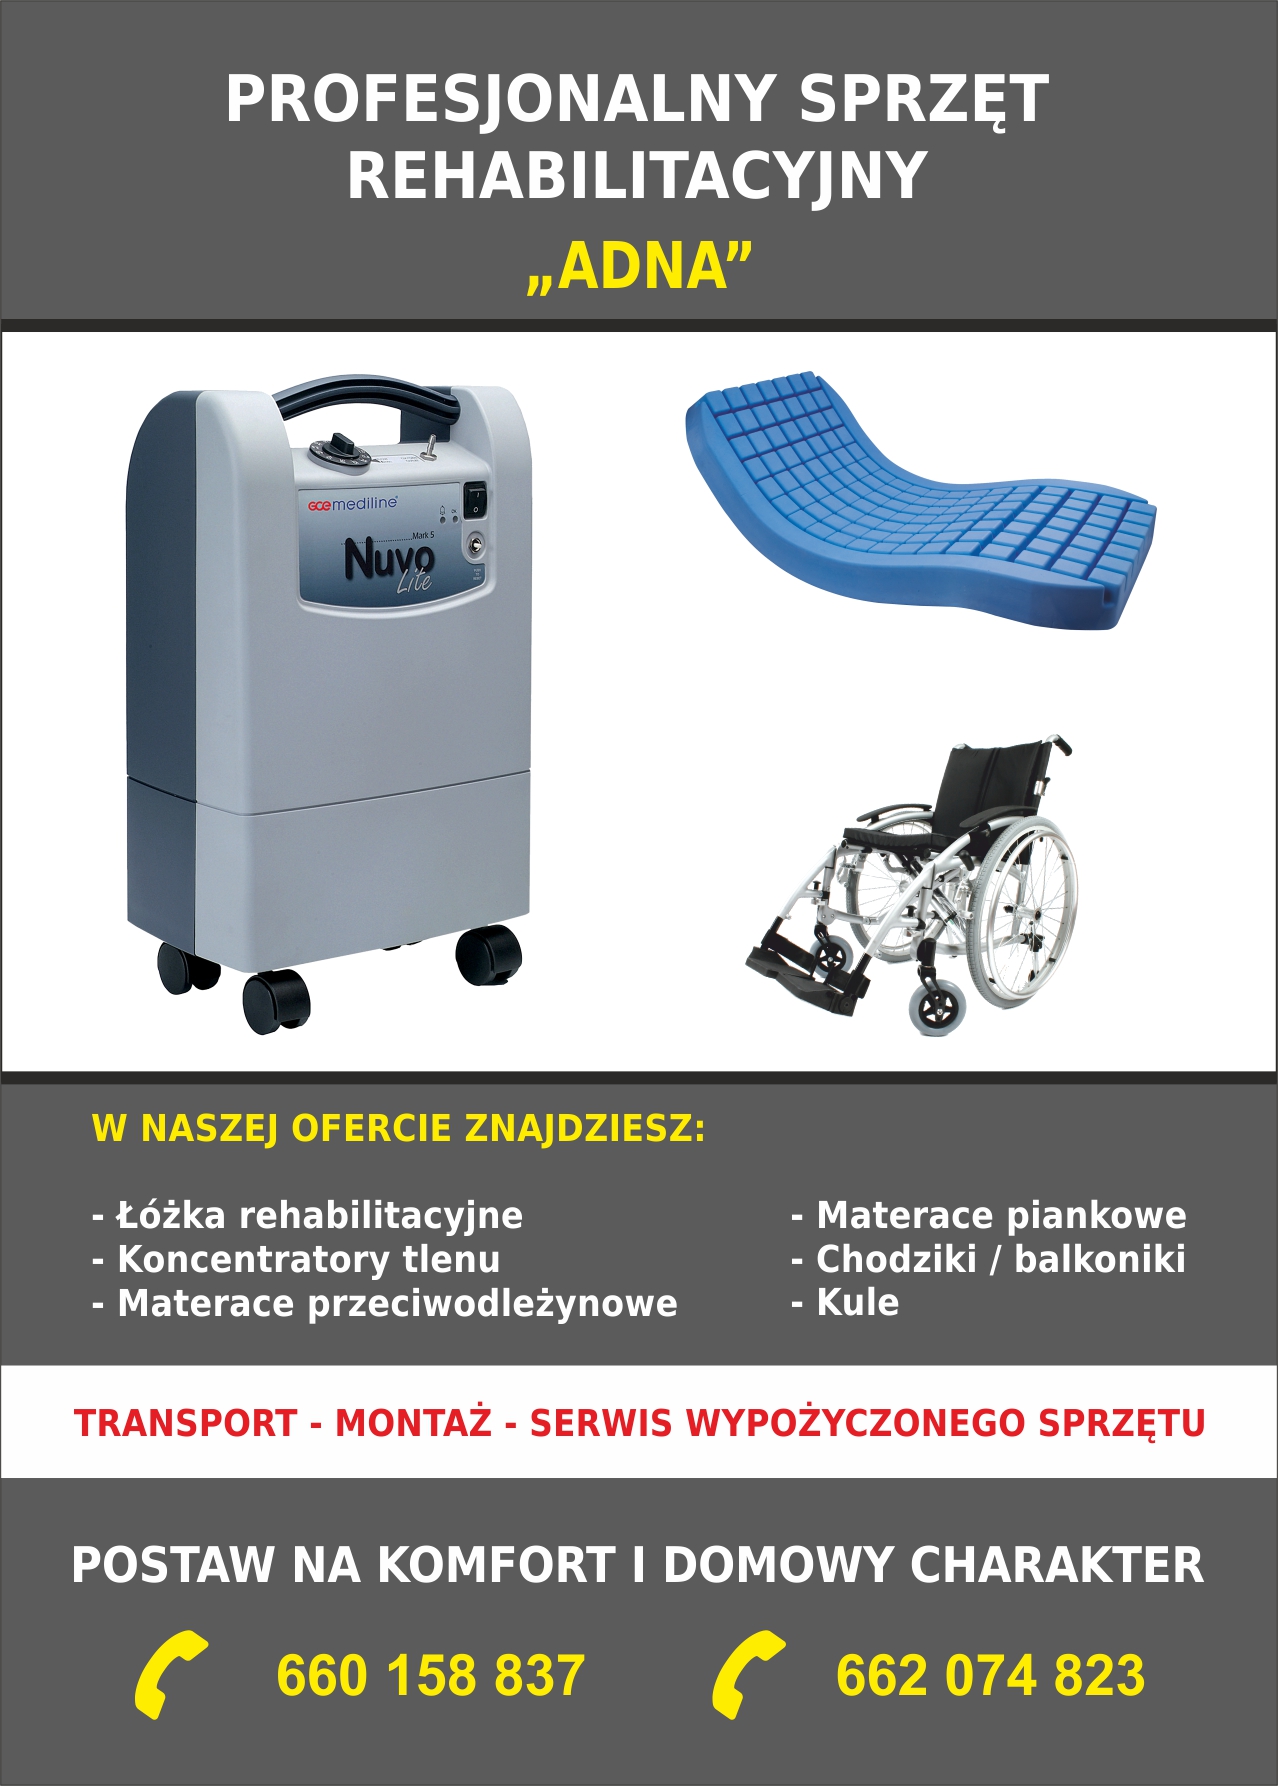 PROFESJONALNY SPRZĘT
REHABILITACYJNY
„ADNA”
GCE mediline®
Mark 5
Nuvo
Lite
W NASZEJ OFERCIE ZNAJDZIESZ:
- Łóżka rehabilitacyjne
- Koncentratory tlenu
- Materace przeciwodleżynowe
- Materace piankowe
- Chodziki / balkoniki
- Kule
TRANSPORT - MONTAŻ - SERWIS WYPOŻYCZONEGO SPRZĘTU
POSTAW NA KOMFORT I DOMOWY CHARAKTER
660 158 837
662 074 823